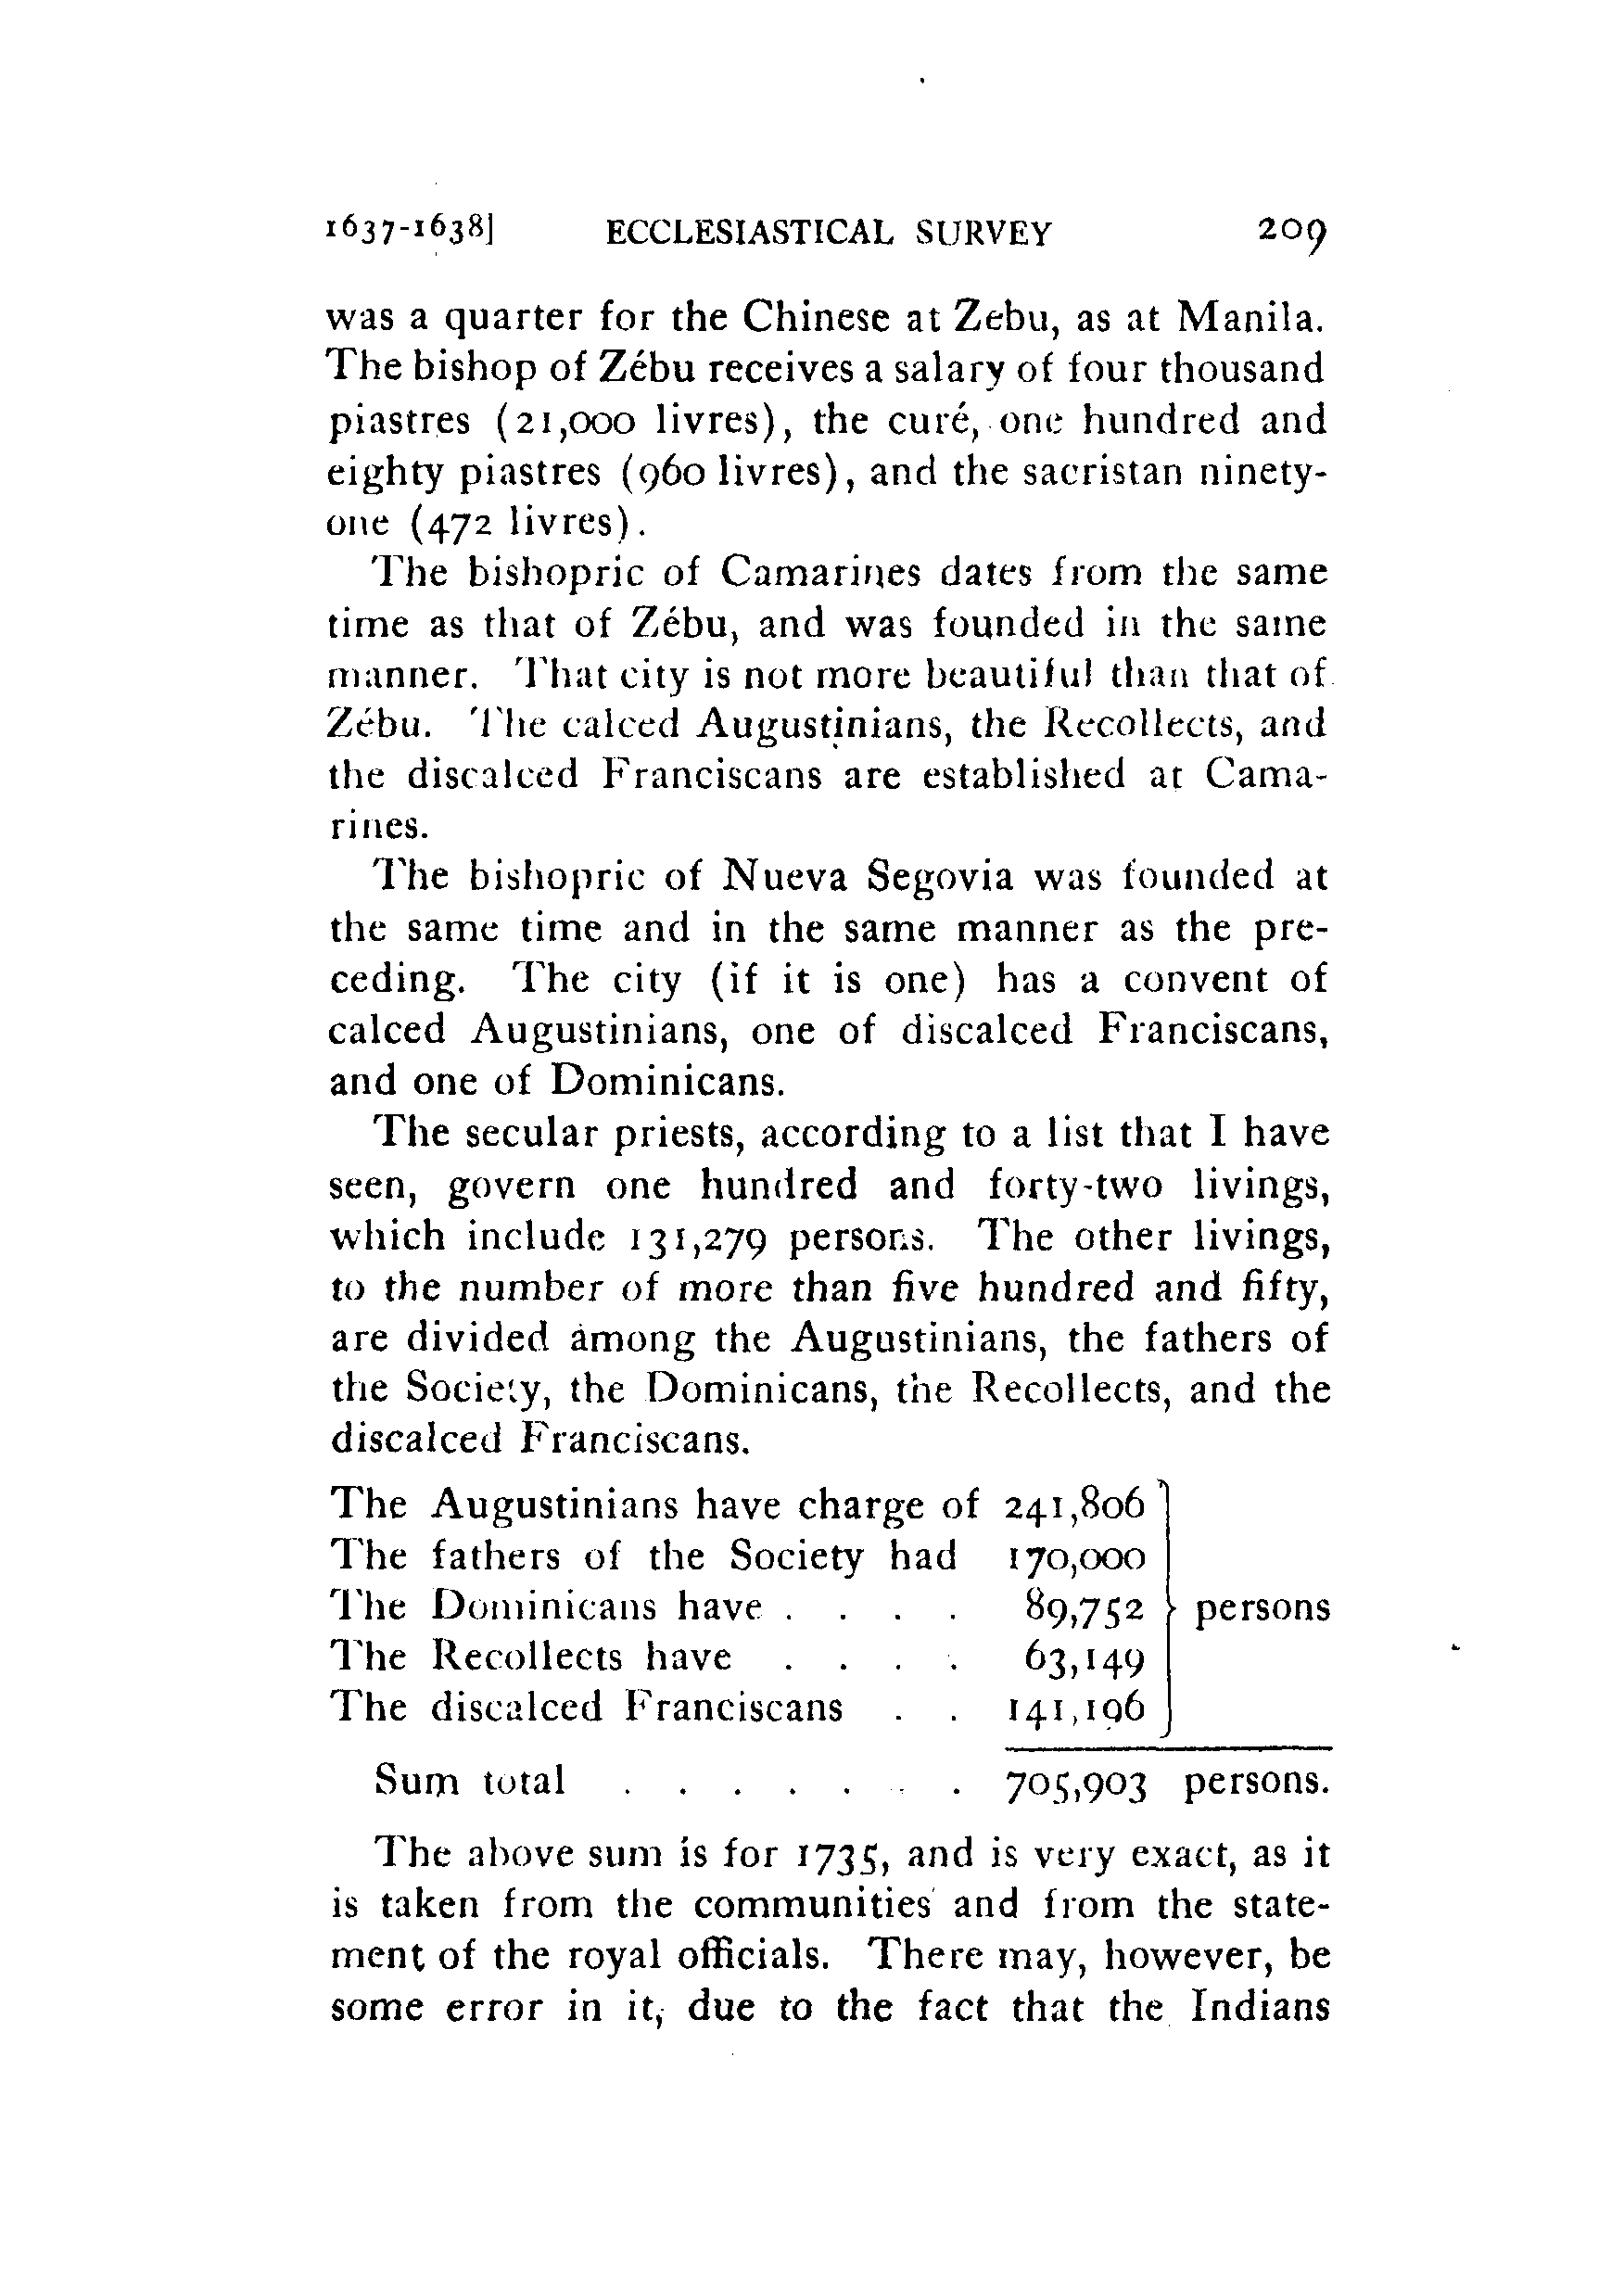 1637-1638] ECCLESIASTICAL SURVEY 209
was a quarter for the Chinese at Zebu, as at Manila.
The bishop of Zébu receives a salary of four thousand
piastres (21,000 livres), the curé, one hundred and
eighty piastres (960 livres), and the sacristan ninety-
one (472 livres).
The bishopric of Camarines dates from the same
time as that of Zébu, and was founded in the same
manner. That city is not more beautiful than that of
Zébu. The calced Augustinians, the Recollects, and
the discalced Franciscans are established at Cama-
rines.
The bishopric of Nueva Segovia was founded at
the same time and in the same manner as the pre-
ceding. The city (if it is one) has a convent of
calced Augustinians, one of discalced Franciscans,
and one of Dominicans.
The secular priests, according to a list that I have
seen, govern one hundred and forty-two livings,
which include 131,279 persons. The other livings,
to the number of more than five hundred and fifty,
are divided among the Augustinians, the fathers of
the Society, the Dominicans, the Recollects, and the
discalced Franciscans.
The Augustinians have charge of 241,806
The fathers of the Society had 170,000
The Dominicans have . . . . 89,752 } persons
The Recollects have . . . . 63,149
The discalced Franciscans . . 141,196
Sum total . . . . . . . 705,903 persons.
The above sum is for 1735, and is very exact, as it
is taken from the communities and from the state-
ment of the royal officials. There may, however, be
some error in it, due to the fact that the Indians